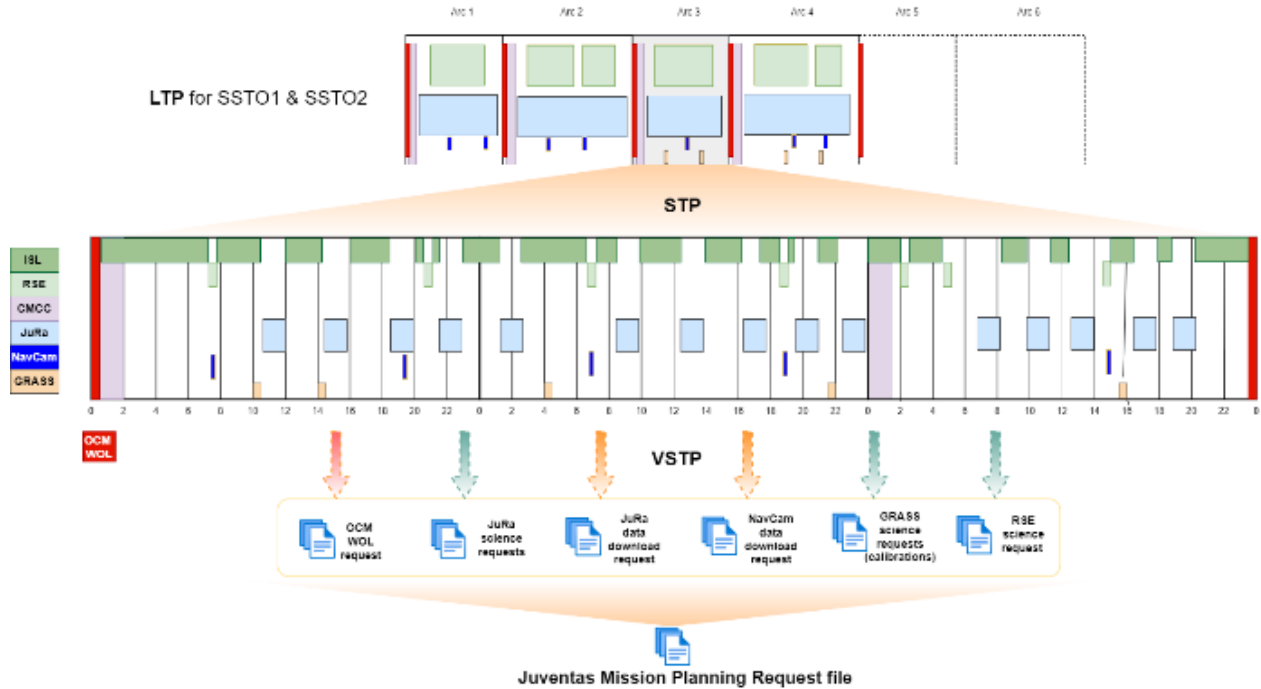 Arc 1 Arc 2 Arc 3 Arc 4 Arc 5 Arc 6
LTP for SSTO1 & SSTO2
STP
ISL
RSE
CMCC
JuRa
NavCam
GRASS
0 2 4 6 8 10 12 14 16 18 20 22 0 2 4 6 8 10 12 14 16 18 20 22 0 2 4 6 8 10 12 14 16 18 20 22 0
OCM
WOL
VSTP
OCM
WOL
request
JuRa
science
requests
JuRa
data
download
request
NavCam
data
download
request
GRASS
science
requests
(calibrations)
RSE
science
request
Juventas Mission Planning Request file